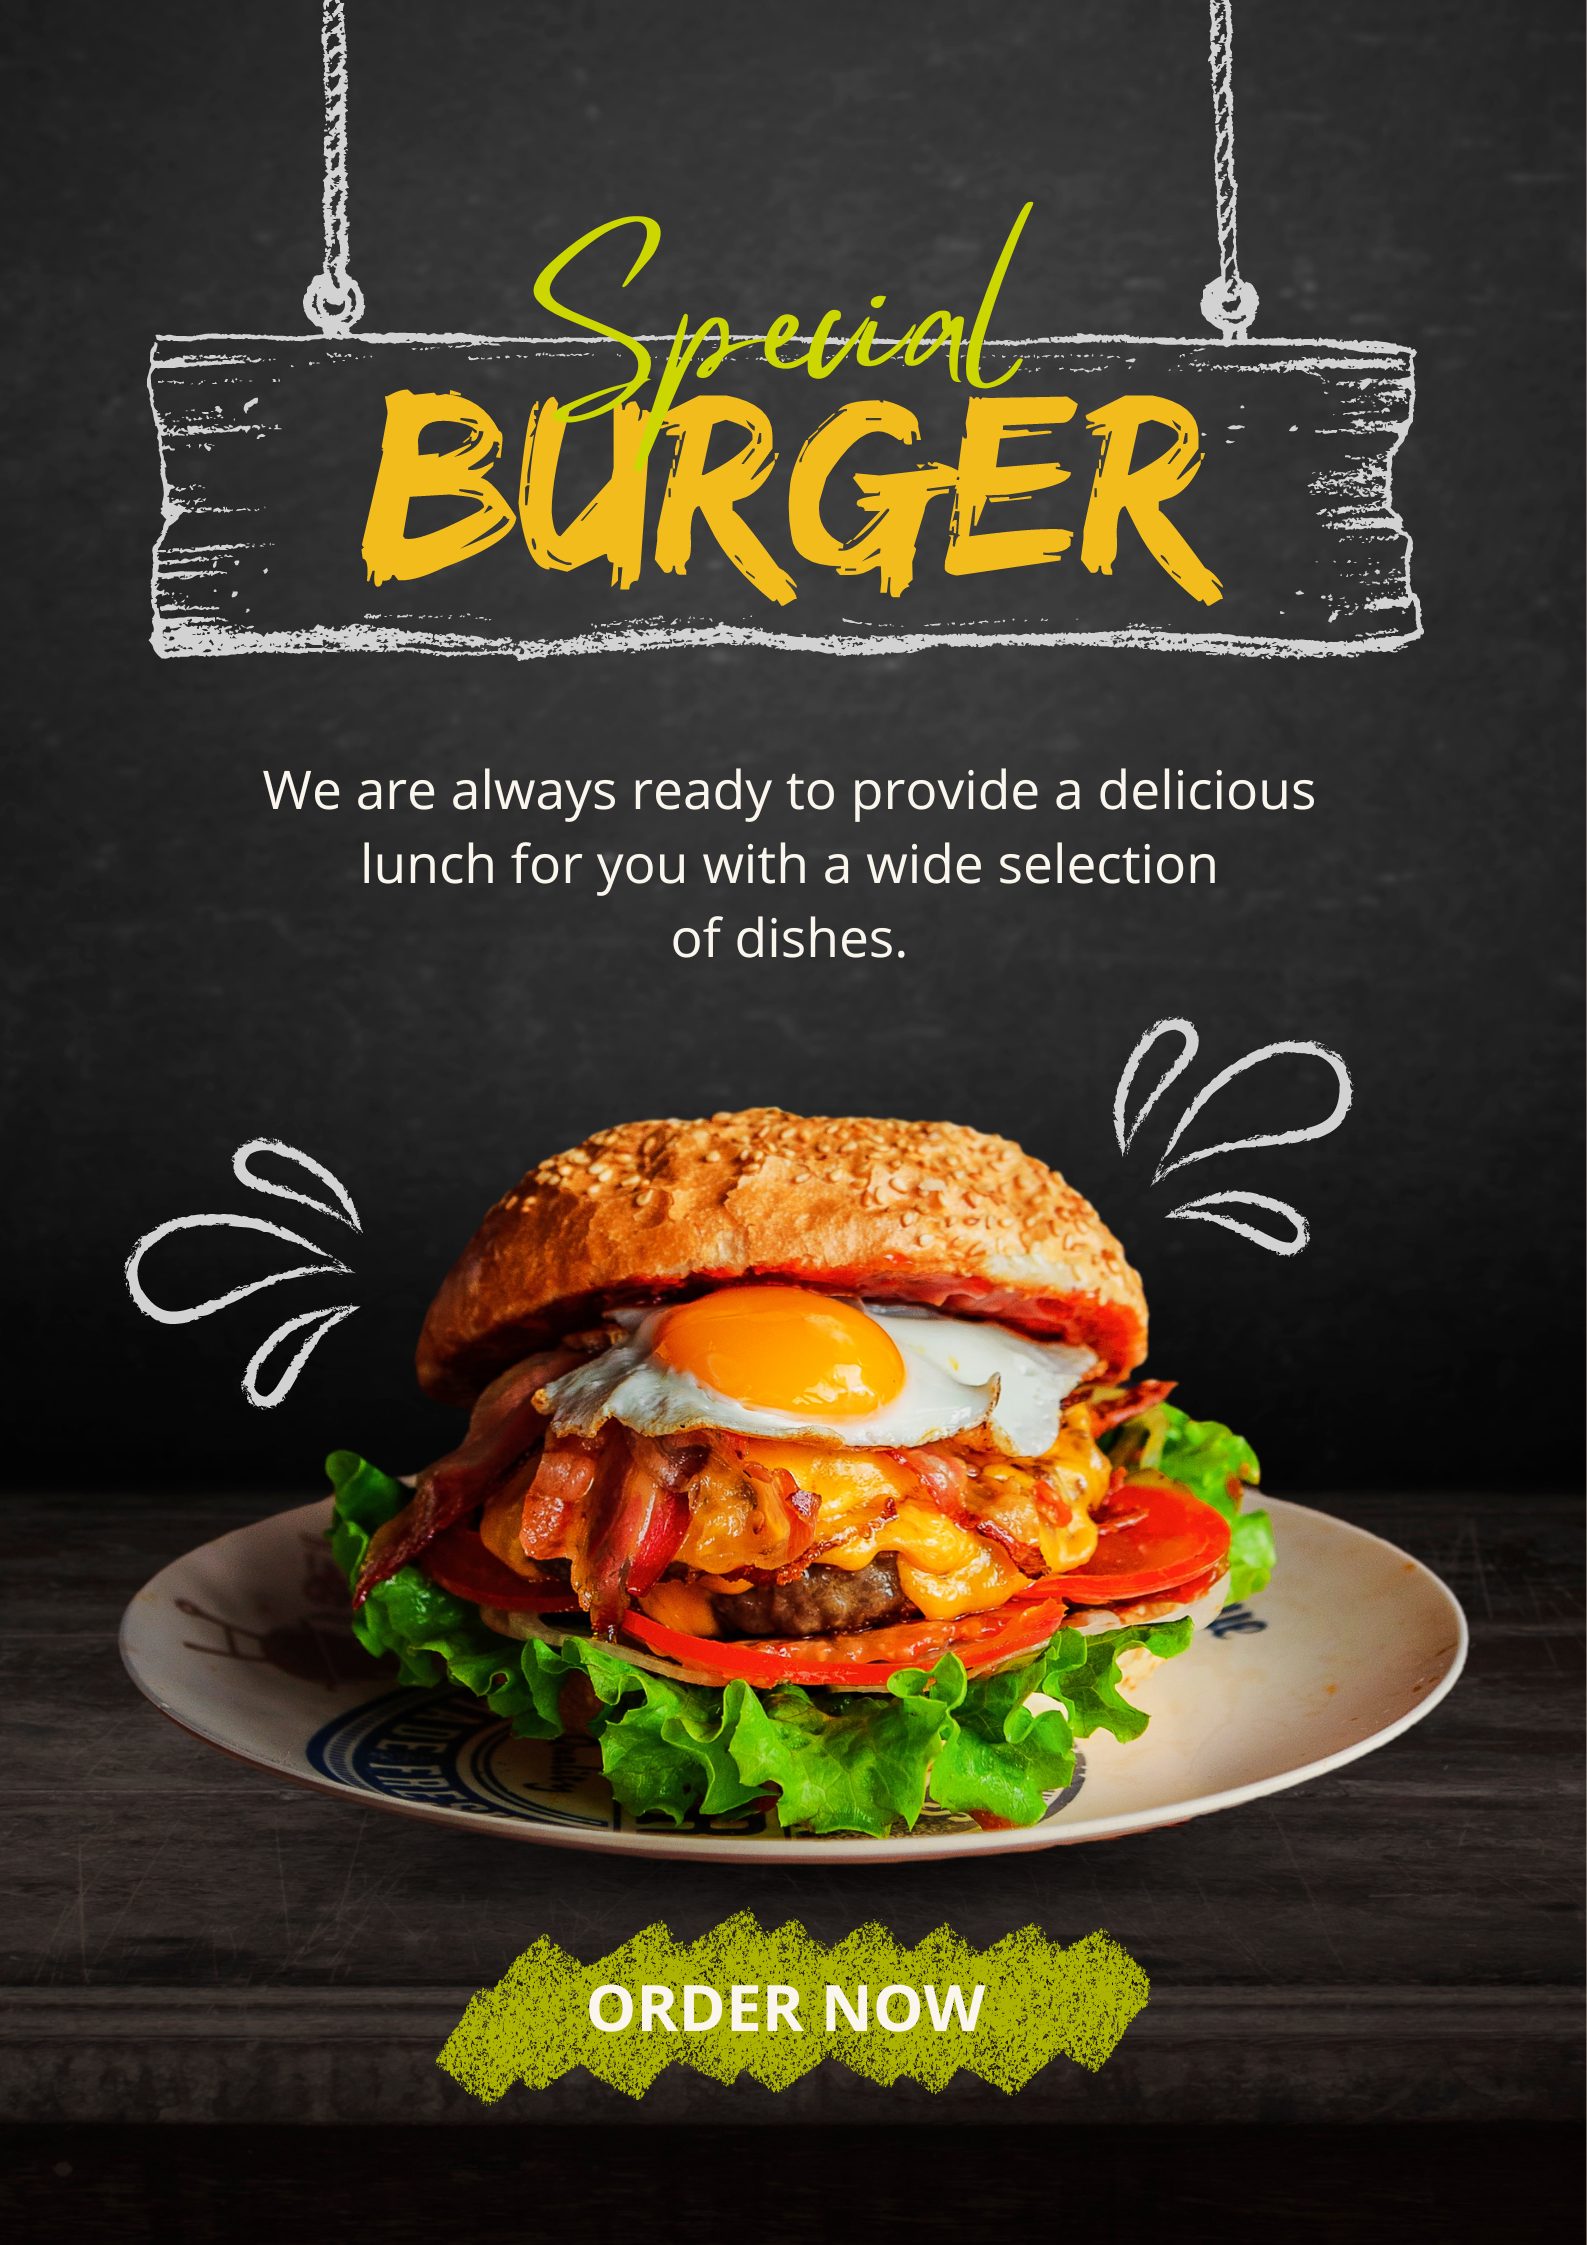 Special
BURGER
We are always ready to provide a delicious
lunch for you with a wide selection
of dishes.
ORDER NOW